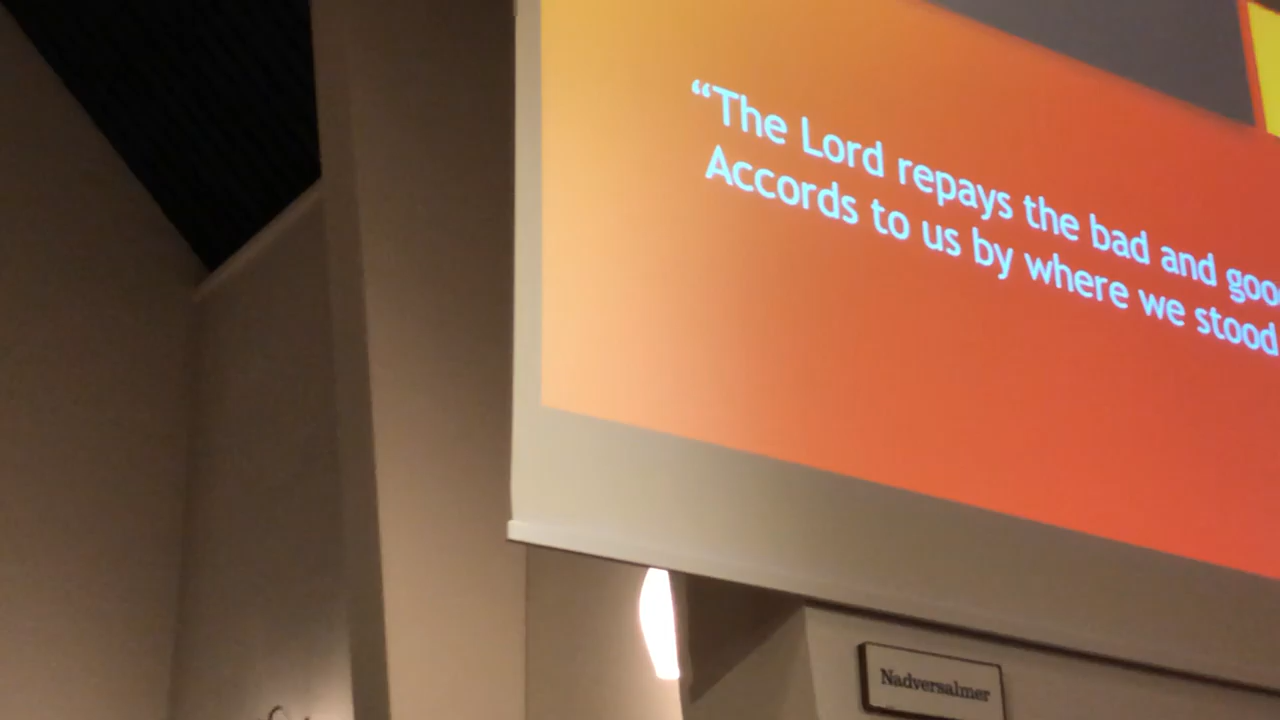 “The Lord repays the bad and goo
Accords to us by where we stood
Nadversalmer